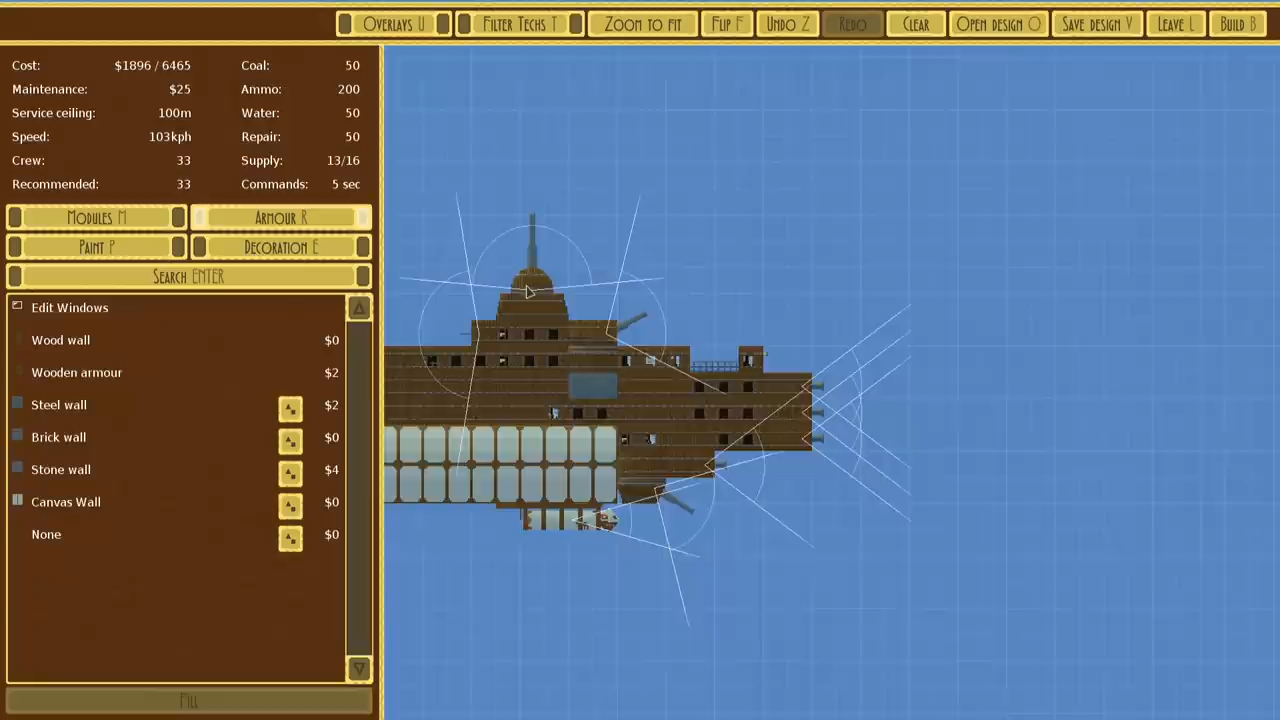 OVERLAYS U FILTER TECHS T ZOOM TO FIT FLIP F UNDO Z REDO CLEAR OPEN DESIGN O SAVE DESIGN V LEAVE L BUILD B
Cost: $1896 / 6465 Coal: 50
Maintenance: $25 Ammo: 200
Service ceiling: 100m Water: 50
Speed: 103kph Repair: 50
Crew: 33 Supply: 13/16
Recommended: 33 Commands: 5 sec
MODULES M ARMOUR R
PAINT P DECORATION E
SEARCH ENTER
Edit Windows
Wood wall $0
Wooden armour $2
Steel wall $2
Brick wall $0
Stone wall $4
Canvas Wall $0
None $0
FILL